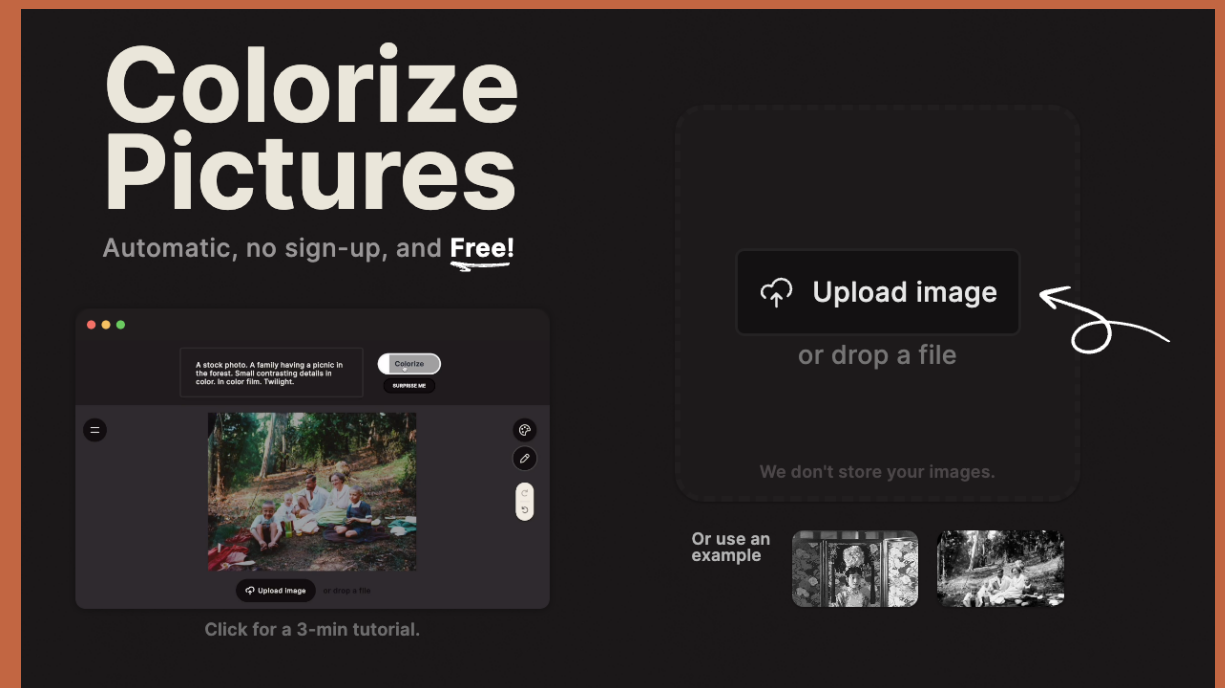 Colorize
Pictures
Automatic, no sign-up, and Free!
A stock photo. A family having a picnic in
the forest. Small contrasting details in
color. In color film. Twilight.
Colorize
SURPRISE ME
Upload image
or drop a file
Click for a 3-min tutorial.
Upload image
or drop a file
We don't store your images.
Or use an
example